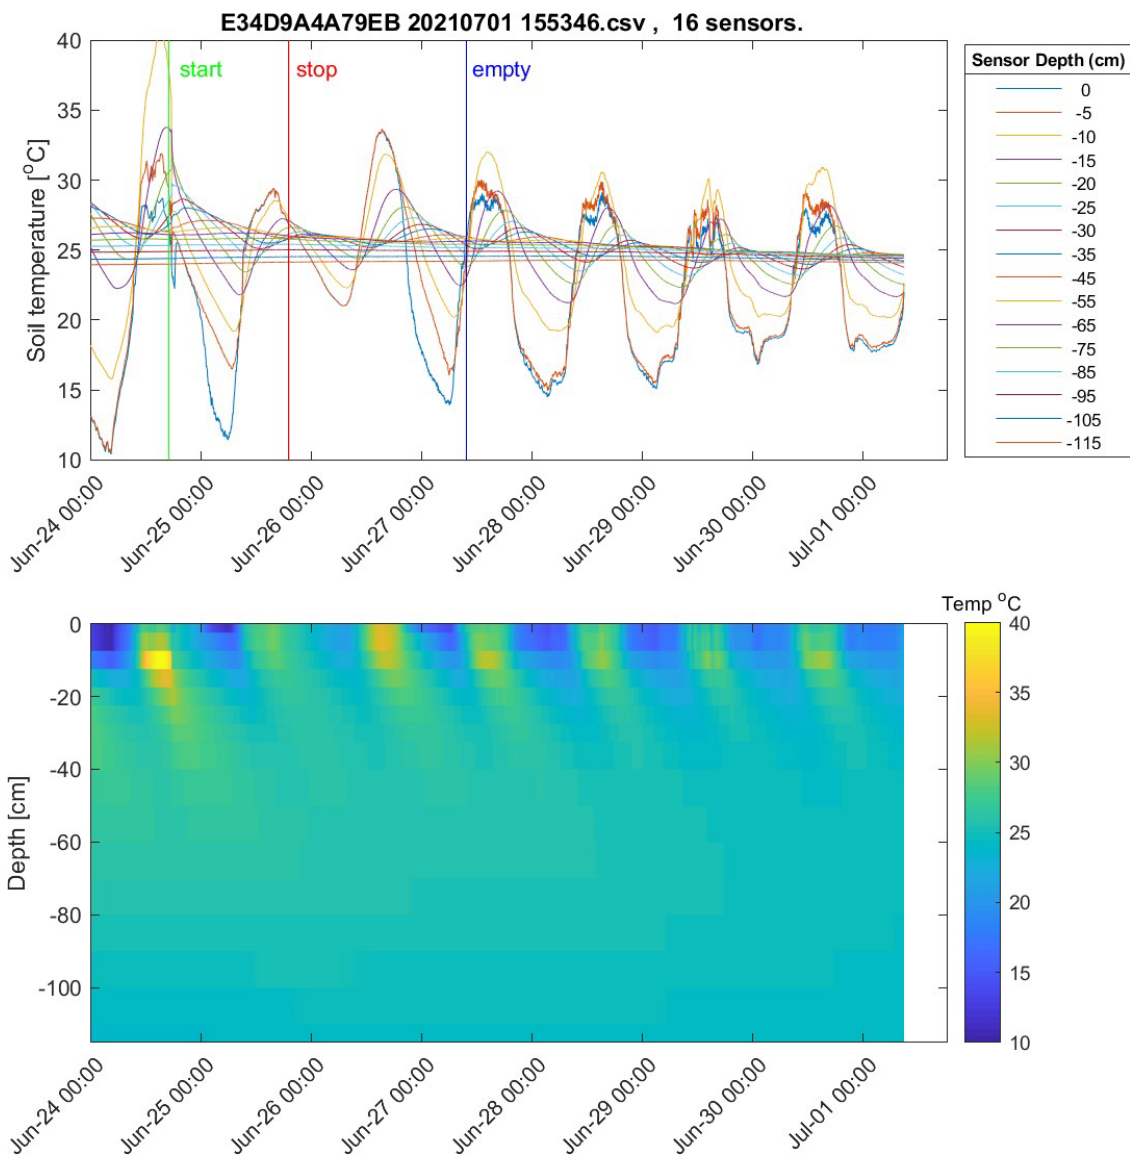 E34D9A4A79EB 20210701 155346.csv ,  16 sensors.
40
35
30
25
20
15
10
Soil temperature [°C]
start
stop
empty
Jun-24 00:00
Jun-25 00:00
Jun-26 00:00
Jun-27 00:00
Jun-28 00:00
Jun-29 00:00
Jun-30 00:00
Jul-01 00:00
Sensor Depth (cm)
0
-5
-10
-15
-20
-25
-30
-35
-45
-55
-65
-75
-85
-95
-105
-115
0
-20
-40
-60
-80
-100
Depth [cm]
Jun-24 00:00
Jun-25 00:00
Jun-26 00:00
Jun-27 00:00
Jun-28 00:00
Jun-29 00:00
Jun-30 00:00
Jul-01 00:00
Temp °C
40
35
30
25
20
15
10